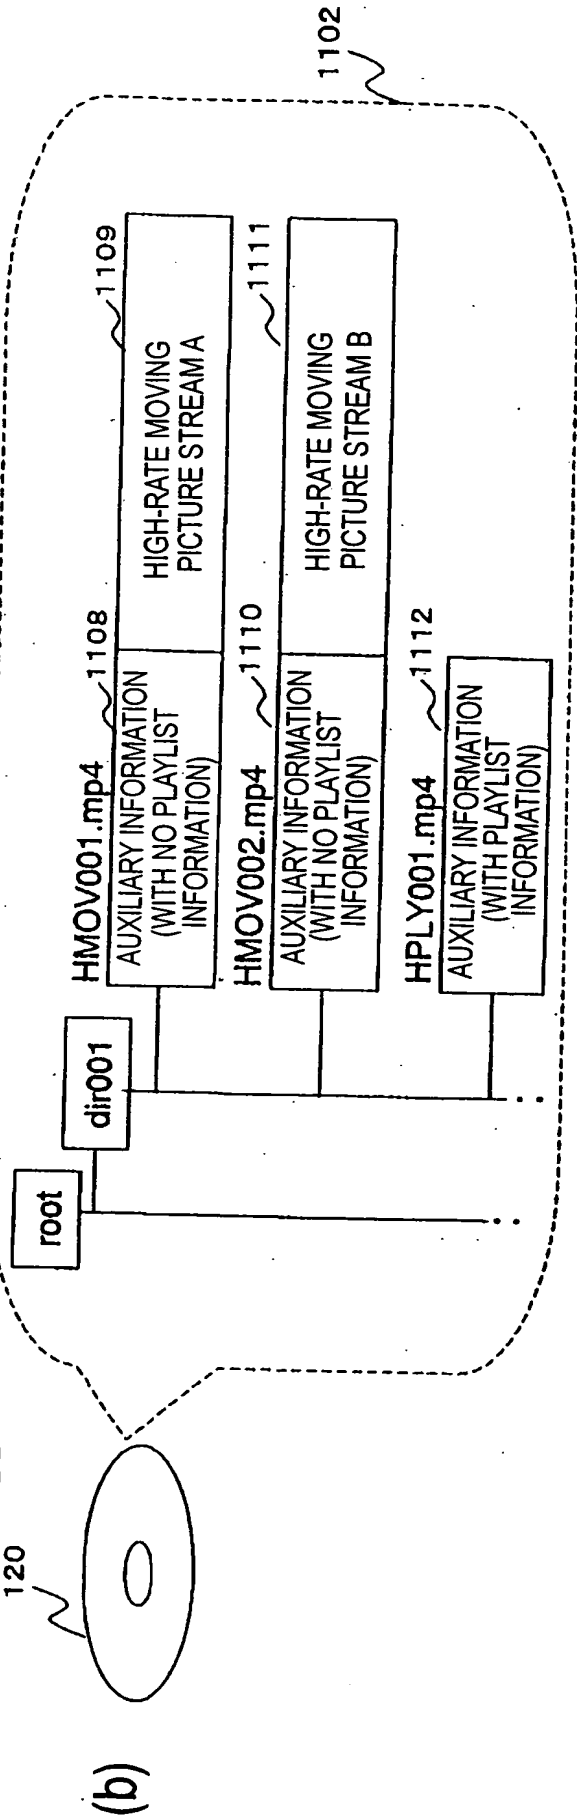 (b)
120
1102
root
dir001
HMOV001.mp4
1108
1109
AUXILIARY INFORMATION
(WITH NO PLAYLIST
INFORMATION)
HIGH-RATE MOVING
PICTURE STREAM A
HMOV002.mp4
1110
1111
AUXILIARY INFORMATION
(WITH NO PLAYLIST
INFORMATION)
HIGH-RATE MOVING
PICTURE STREAM B
HPLY001.mp4
1112
AUXILIARY INFORMATION
(WITH PLAYLIST
INFORMATION)